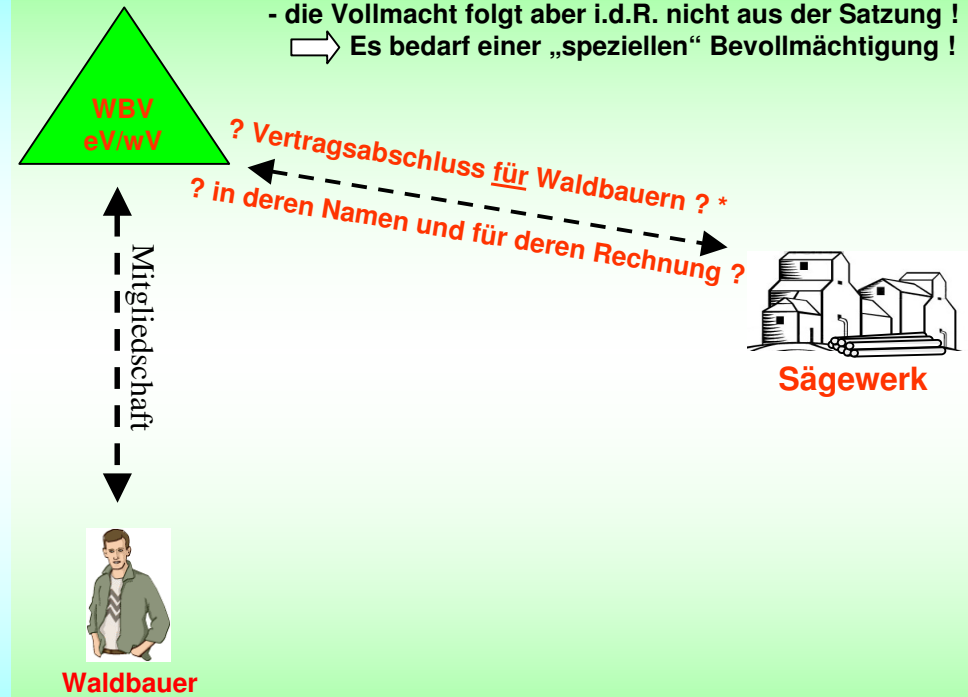 - die Vollmacht folgt aber i.d.R. nicht aus der Satzung !
Es bedarf einer „speziellen“ Bevollmächtigung !
WBV
eV/wV
? Vertragsabschluss für Waldbauern ? *
? in deren Namen und für deren Rechnung ?
Mitgliedschaft
Sägewerk
Waldbauer